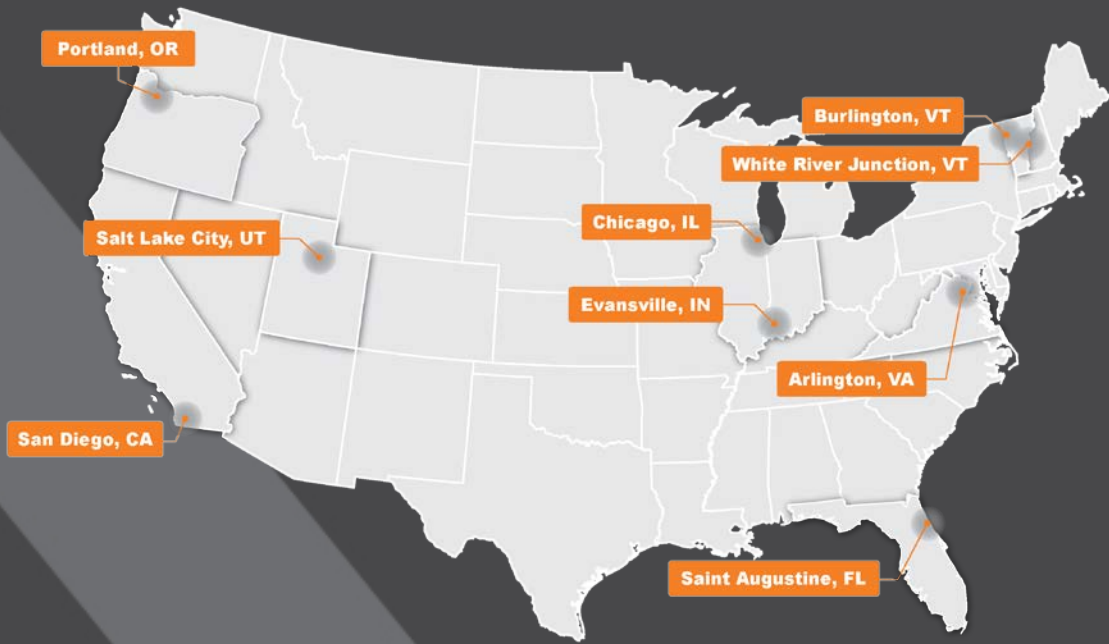 Portland, OR
Burlington, VT
White River Junction, VT
Chicago, IL
Salt Lake City, UT
Evansville, IN
Arlington, VA
San Diego, CA
Saint Augustine, FL